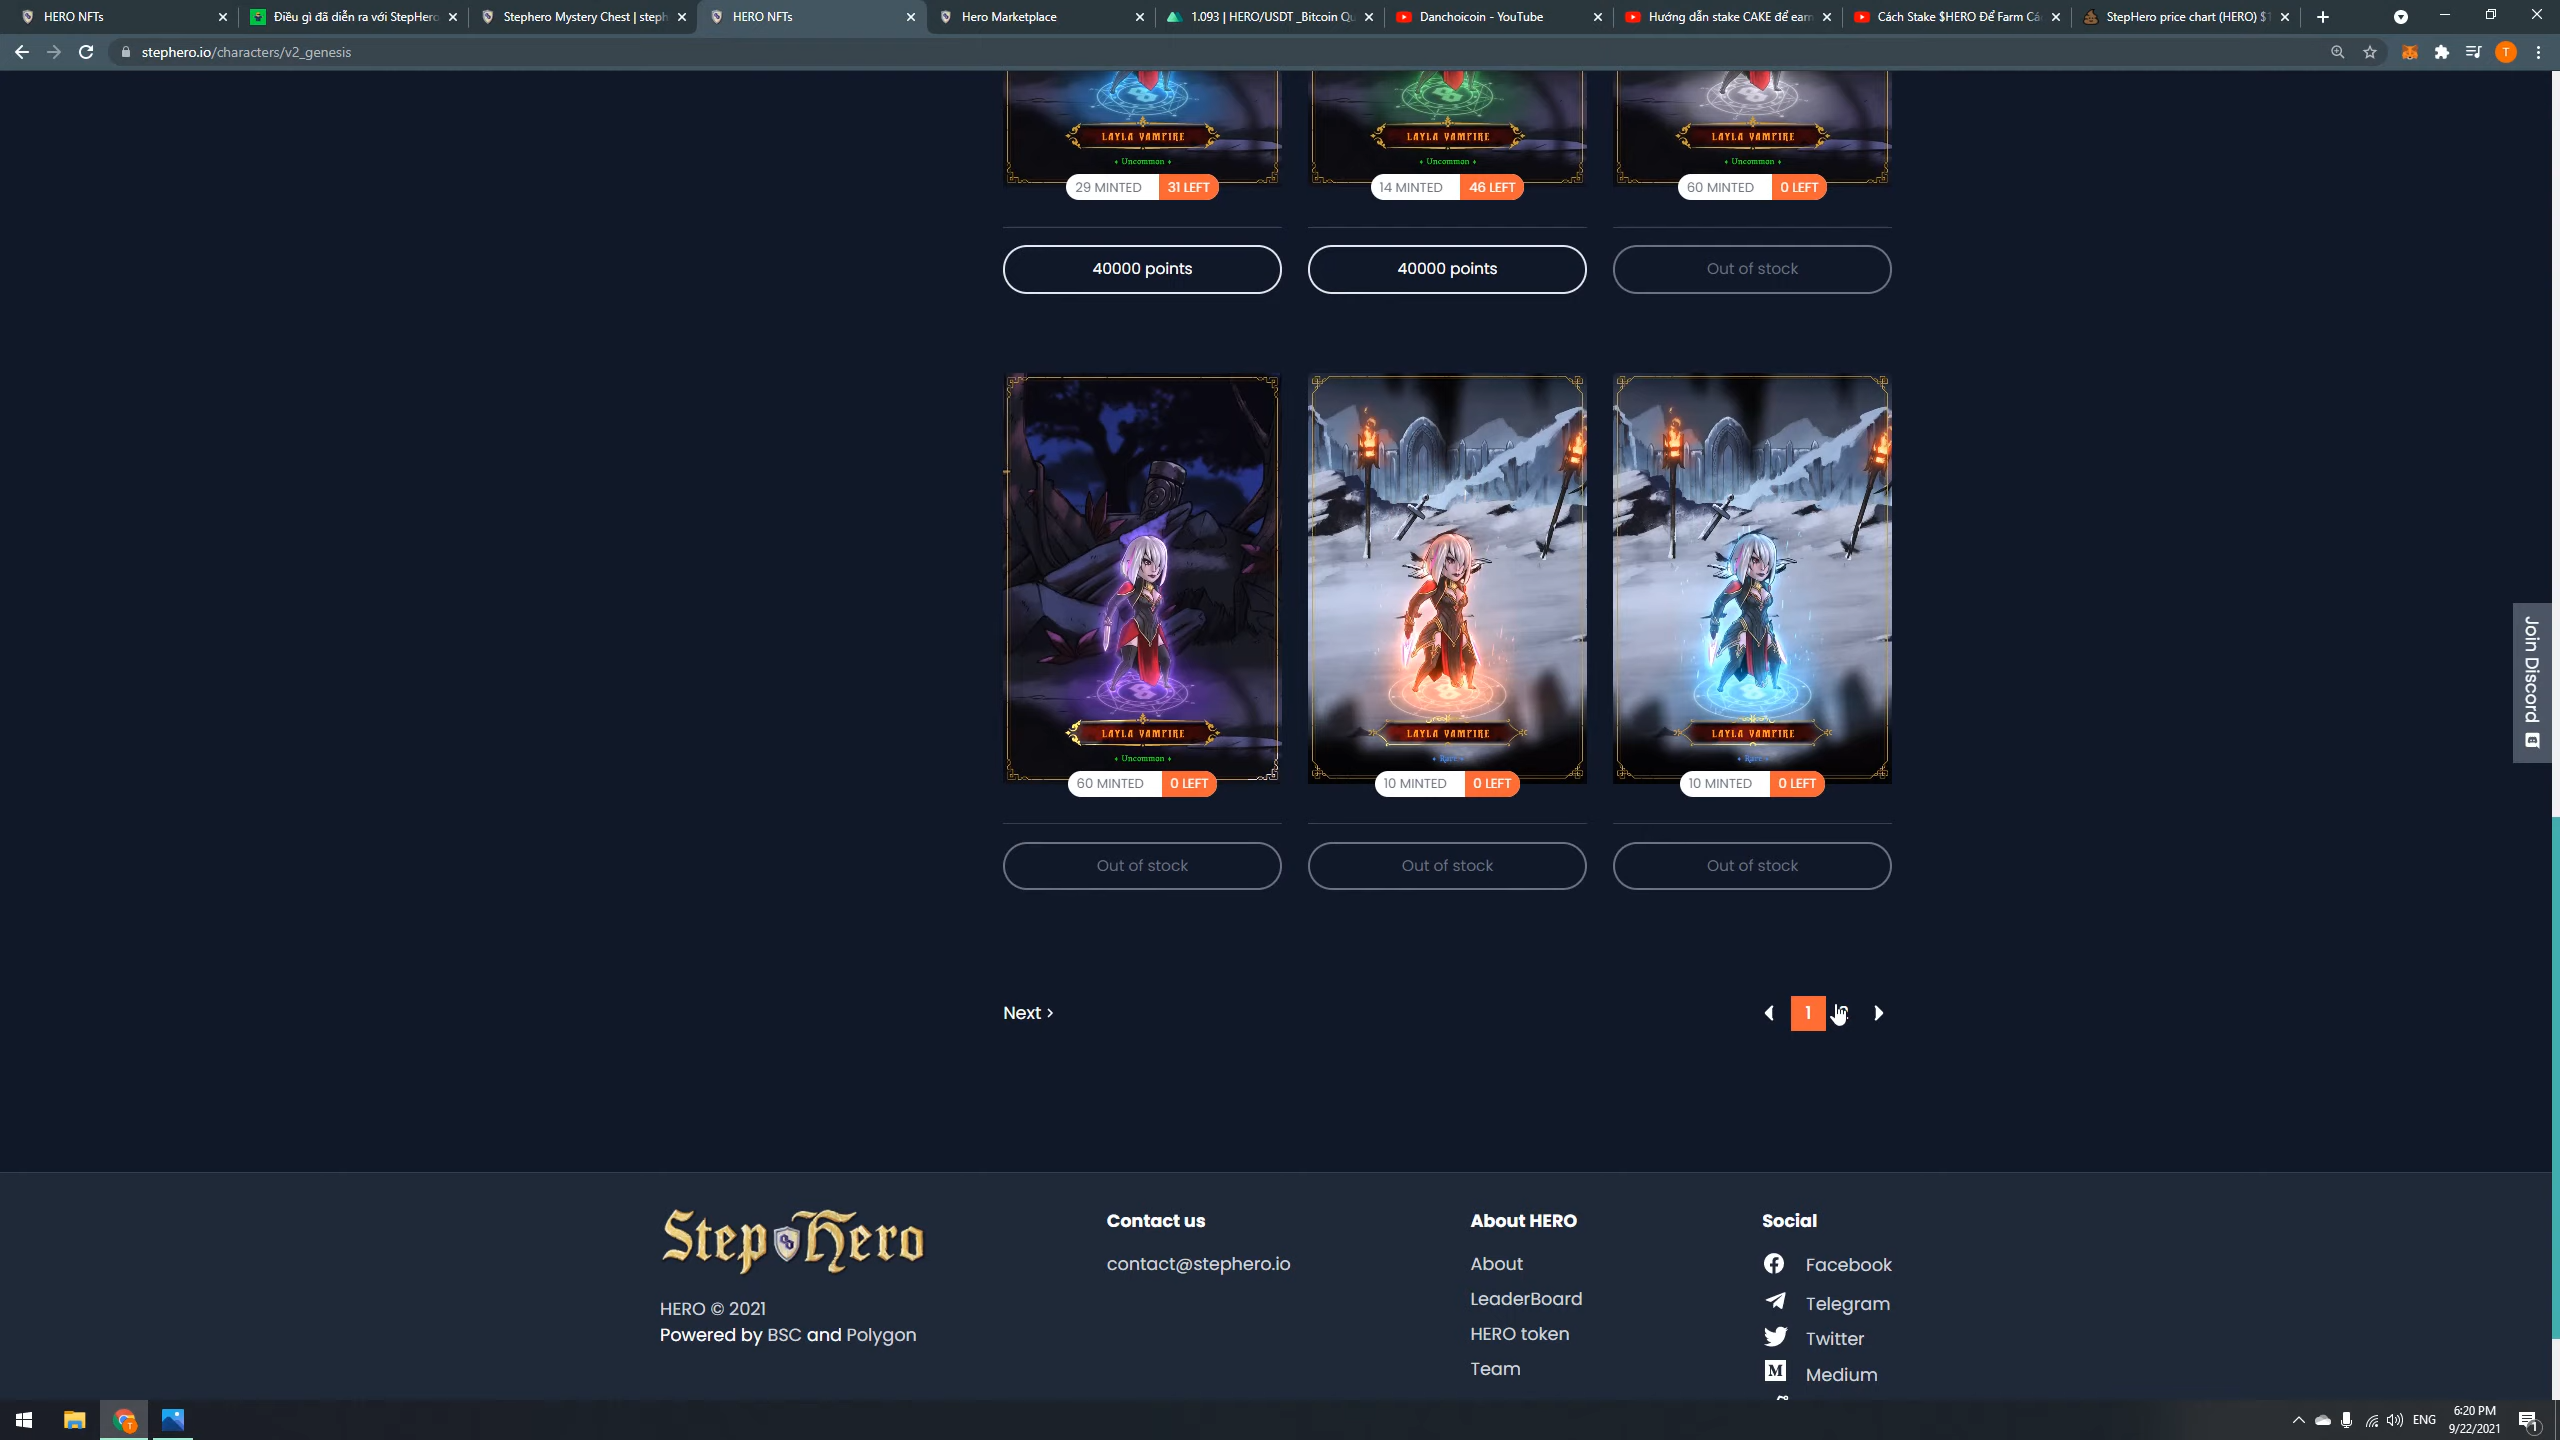 HERO NFTs
Điều gì đã diễn ra với StepHero
Stephero Mystery Chest | steph
HERO NFTs
Hero Marketplace
1.093 | HERO/USDT _Bitcoin Qu
Danchoicoin - YouTube
Hướng dẫn stake CAKE để earn
Cách Stake $HERO Để Farm Cá
StepHero price chart (HERO) $1
stephero.io/characters/v2_genesis
T
LAYLA VAMPIRE
Uncommon
29 MINTED 31 LEFT
40000 points
LAYLA VAMPIRE
Uncommon
14 MINTED 46 LEFT
40000 points
LAYLA VAMPIRE
Uncommon
60 MINTED 0 LEFT
Out of stock
LAYLA VAMPIRE
Uncommon
60 MINTED 0 LEFT
Out of stock
LAYLA VAMPIRE
Rare
10 MINTED 0 LEFT
Out of stock
LAYLA VAMPIRE
Rare
10 MINTED 0 LEFT
Out of stock
Join Discord
Next >
1
StepHero
HERO © 2021
Powered by BSC and Polygon
Contact us
contact@stephero.io
About HERO
About
LeaderBoard
HERO token
Team
Social
Facebook
Telegram
Twitter
Medium
ENG
6:20 PM
9/22/2021
1